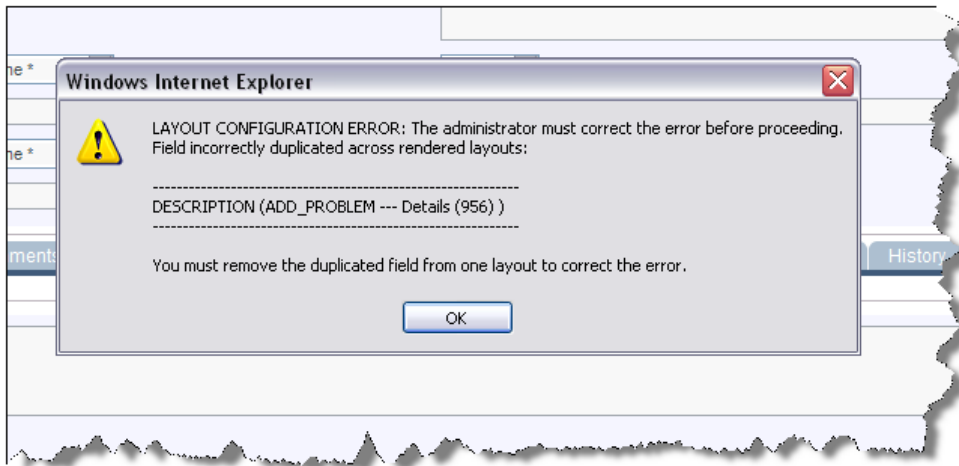 ne *
Windows Internet Explorer
LAYOUT CONFIGURATION ERROR: The administrator must correct the error before proceeding.
Field incorrectly duplicated across rendered layouts:
ne *
-------------------------------------------------------------
DESCRIPTION (ADD_PROBLEM --- Details (956) )
-------------------------------------------------------------
ments
History
You must remove the duplicated field from one layout to correct the error.
OK